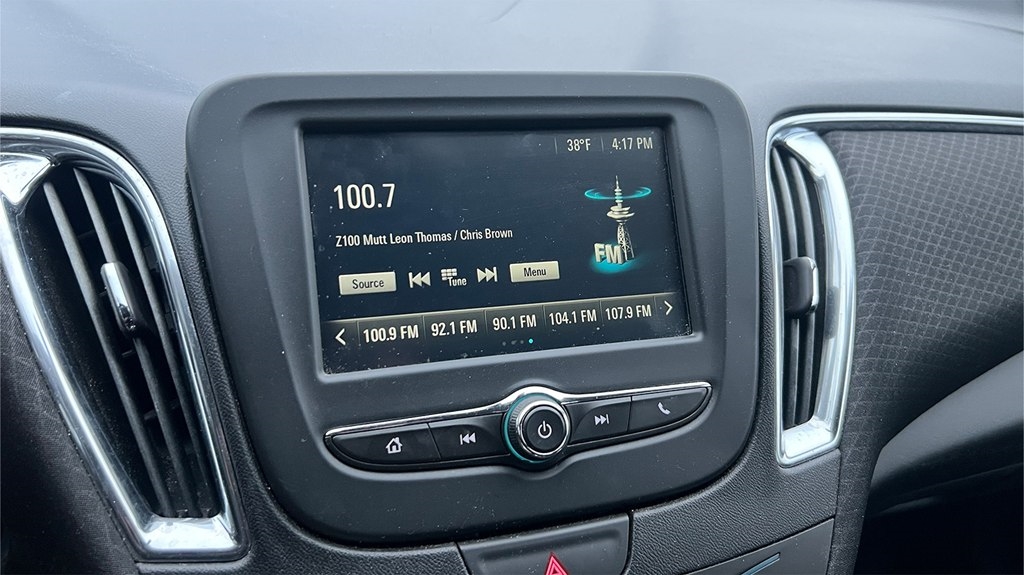 38°F 4:17 PM
100.7
Z100 Mutt Leon Thomas / Chris Brown
FM
Source Tune Menu
100.9 FM 92.1 FM 90.1 FM 104.1 FM 107.9 FM